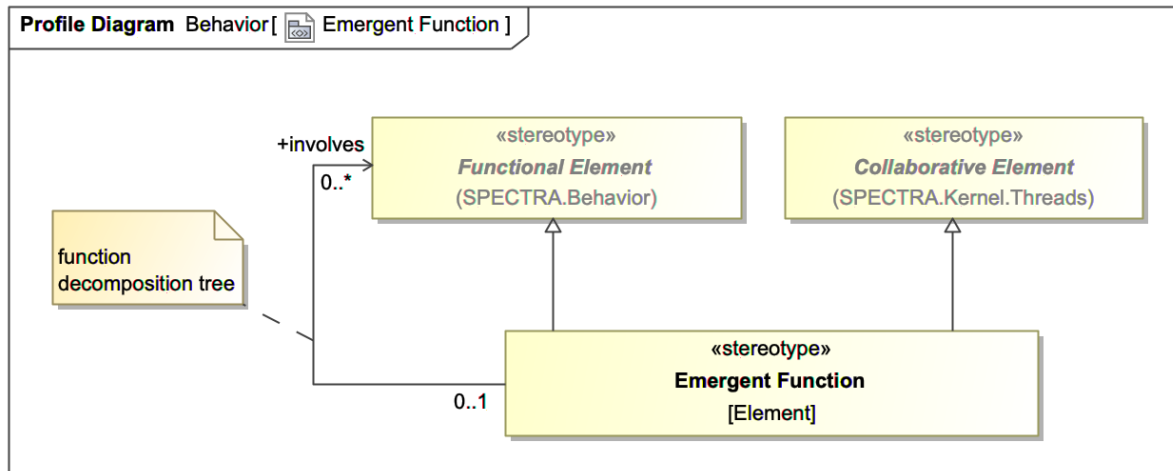 Profile Diagram Behavior[ Emergent Function ]
+involves
0..*
«stereotype»
Functional Element
(SPECTRA.Behavior)
«stereotype»
Collaborative Element
(SPECTRA.Kernel.Threads)
function
decomposition tree
0..1
«stereotype»
Emergent Function
[Element]